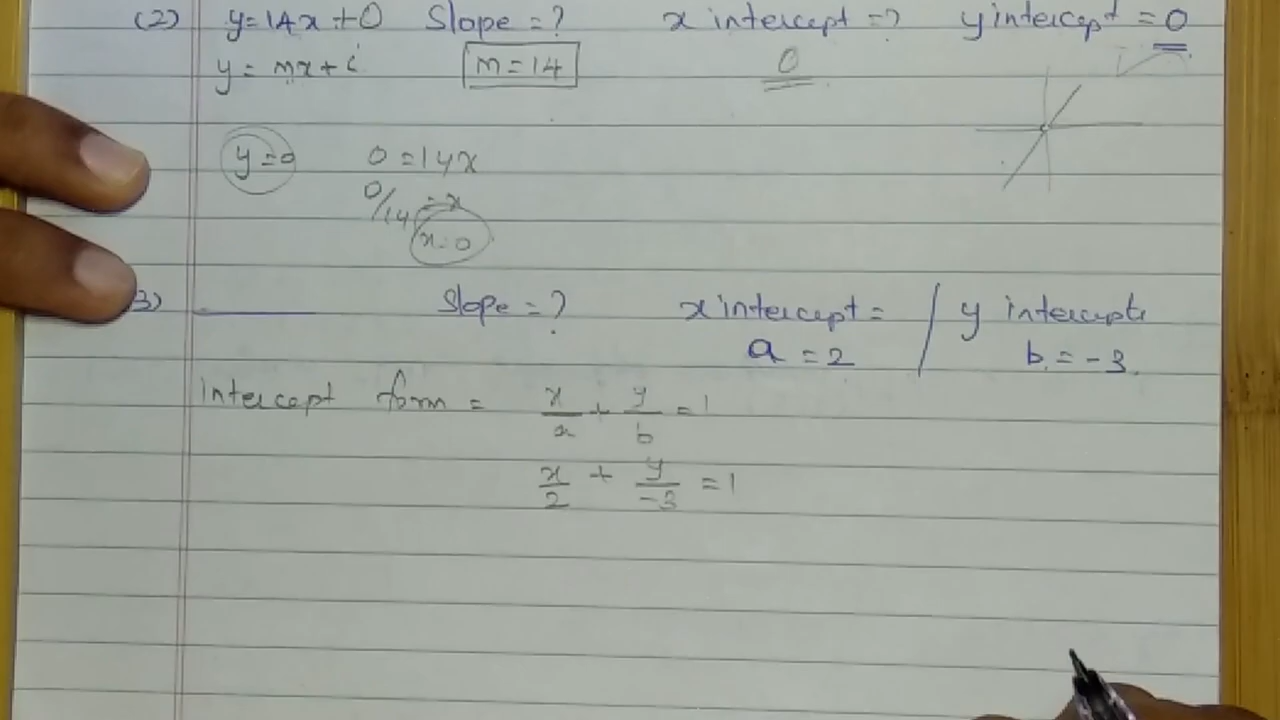 (2) y=14x+0 Slope = ? x intercept =? y intercept = 0
y = mx + c m = 14 0
y = 0 0 = 14x
0/14 = x
x = 0
3) Slope = ? x intercept = / y intercept
a = 2 b = -3
Intercept form = x/a + y/b = 1
x/2 + y/-3 = 1